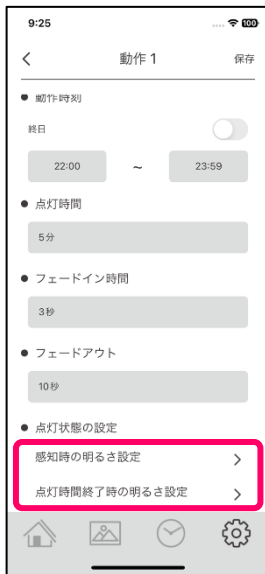 9:25
100
動作 1
保存
動作時刻
終日
22:00 ~ 23:59
点灯時間
5分
フェードイン時間
3秒
フェードアウト
10秒
点灯状態の設定
感知時の明るさ設定
点灯時間終了時の明るさ設定